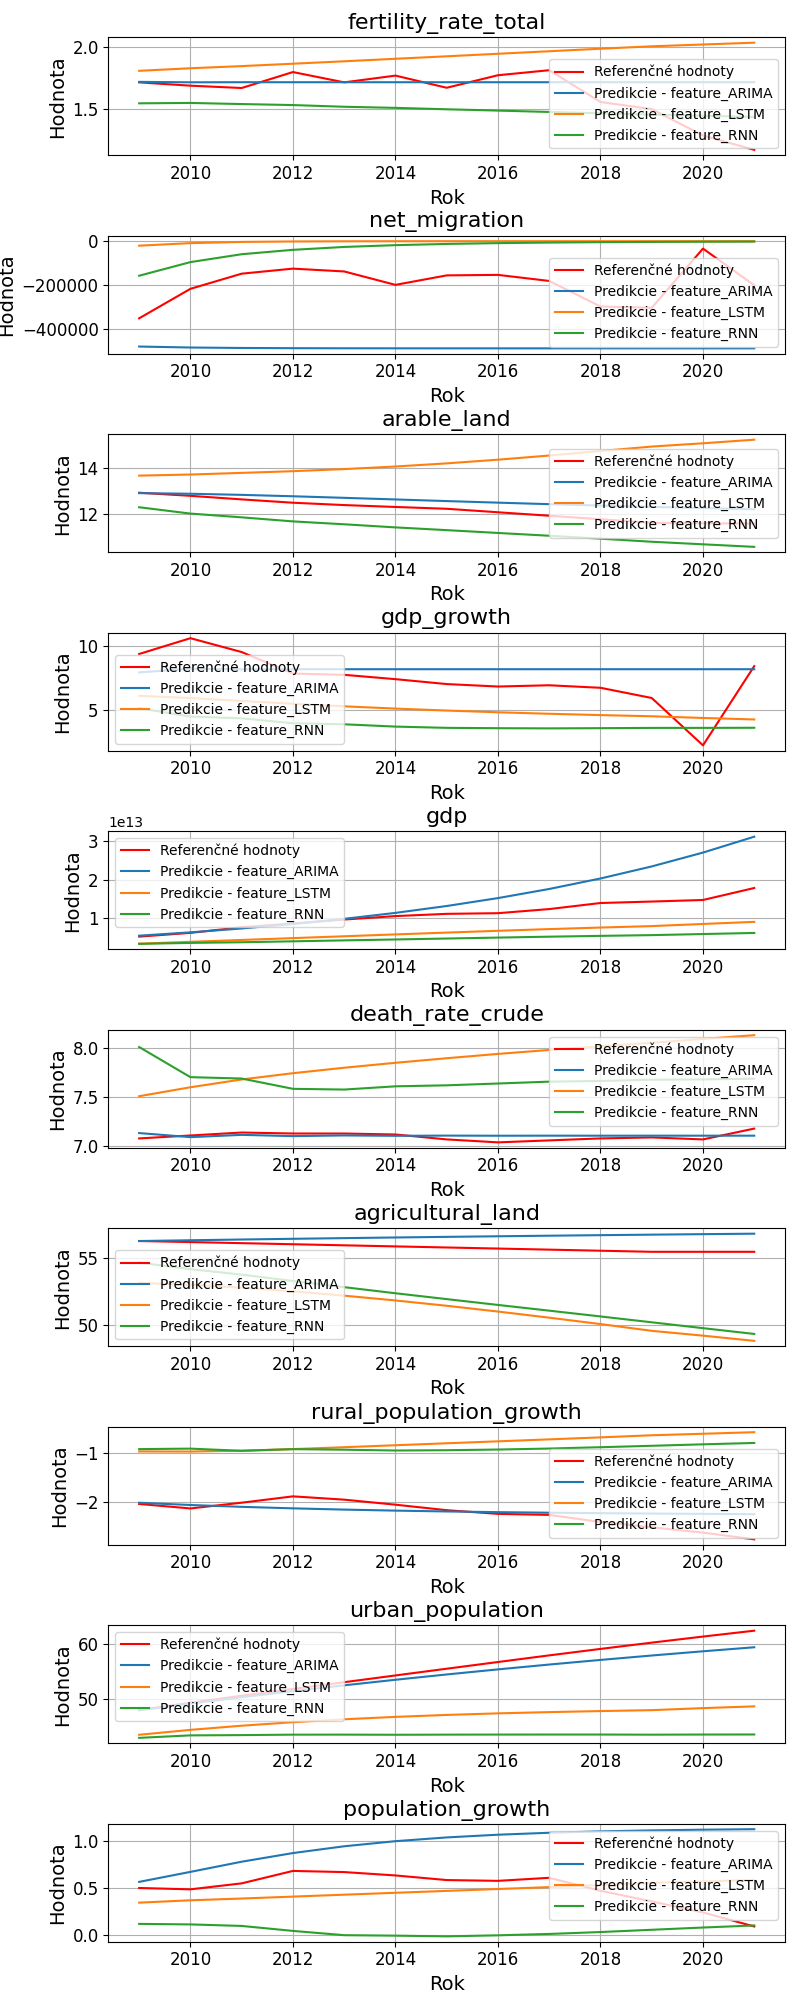 fertility_rate_total
Hodnota
2.0
1.5
Referenčné hodnoty
Predikcie - feature_ARIMA
Predikcie - feature_LSTM
Predikcie - feature_RNN
2010 2012 2014 2016 2018 2020
Rok
net_migration
Hodnota
0
−200000
−400000
Referenčné hodnoty
Predikcie - feature_ARIMA
Predikcie - feature_LSTM
Predikcie - feature_RNN
2010 2012 2014 2016 2018 2020
Rok
arable_land
Hodnota
14
12
Referenčné hodnoty
Predikcie - feature_ARIMA
Predikcie - feature_LSTM
Predikcie - feature_RNN
2010 2012 2014 2016 2018 2020
Rok
gdp_growth
Hodnota
10
5
Referenčné hodnoty
Predikcie - feature_ARIMA
Predikcie - feature_LSTM
Predikcie - feature_RNN
2010 2012 2014 2016 2018 2020
Rok
gdp
1e13
Hodnota
3
2
1
Referenčné hodnoty
Predikcie - feature_ARIMA
Predikcie - feature_LSTM
Predikcie - feature_RNN
2010 2012 2014 2016 2018 2020
Rok
death_rate_crude
Hodnota
8.0
7.5
7.0
Referenčné hodnoty
Predikcie - feature_ARIMA
Predikcie - feature_LSTM
Predikcie - feature_RNN
2010 2012 2014 2016 2018 2020
Rok
agricultural_land
Hodnota
55
50
Referenčné hodnoty
Predikcie - feature_ARIMA
Predikcie - feature_LSTM
Predikcie - feature_RNN
2010 2012 2014 2016 2018 2020
Rok
rural_population_growth
Hodnota
−1
−2
Referenčné hodnoty
Predikcie - feature_ARIMA
Predikcie - feature_LSTM
Predikcie - feature_RNN
2010 2012 2014 2016 2018 2020
Rok
urban_population
Hodnota
60
50
Referenčné hodnoty
Predikcie - feature_ARIMA
Predikcie - feature_LSTM
Predikcie - feature_RNN
2010 2012 2014 2016 2018 2020
Rok
population_growth
Hodnota
1.0
0.5
0.0
Referenčné hodnoty
Predikcie - feature_ARIMA
Predikcie - feature_LSTM
Predikcie - feature_RNN
2010 2012 2014 2016 2018 2020
Rok